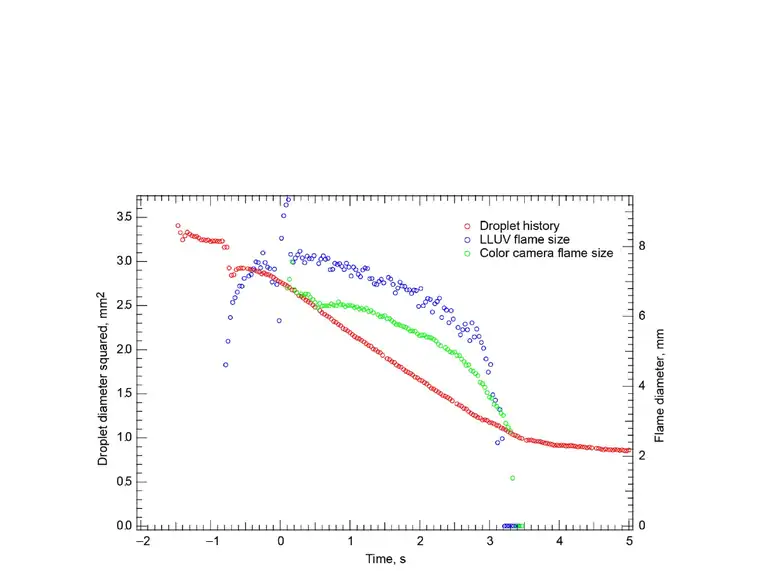 3.5
3.0
2.5
2.0
1.5
1.0
0.5
0.0
Droplet diameter squared, mm2
Droplet history
LLUV flame size
Color camera flame size
8
6
4
2
0
Flame diameter, mm
−2 −1 0 1 2 3 4 5
Time, s